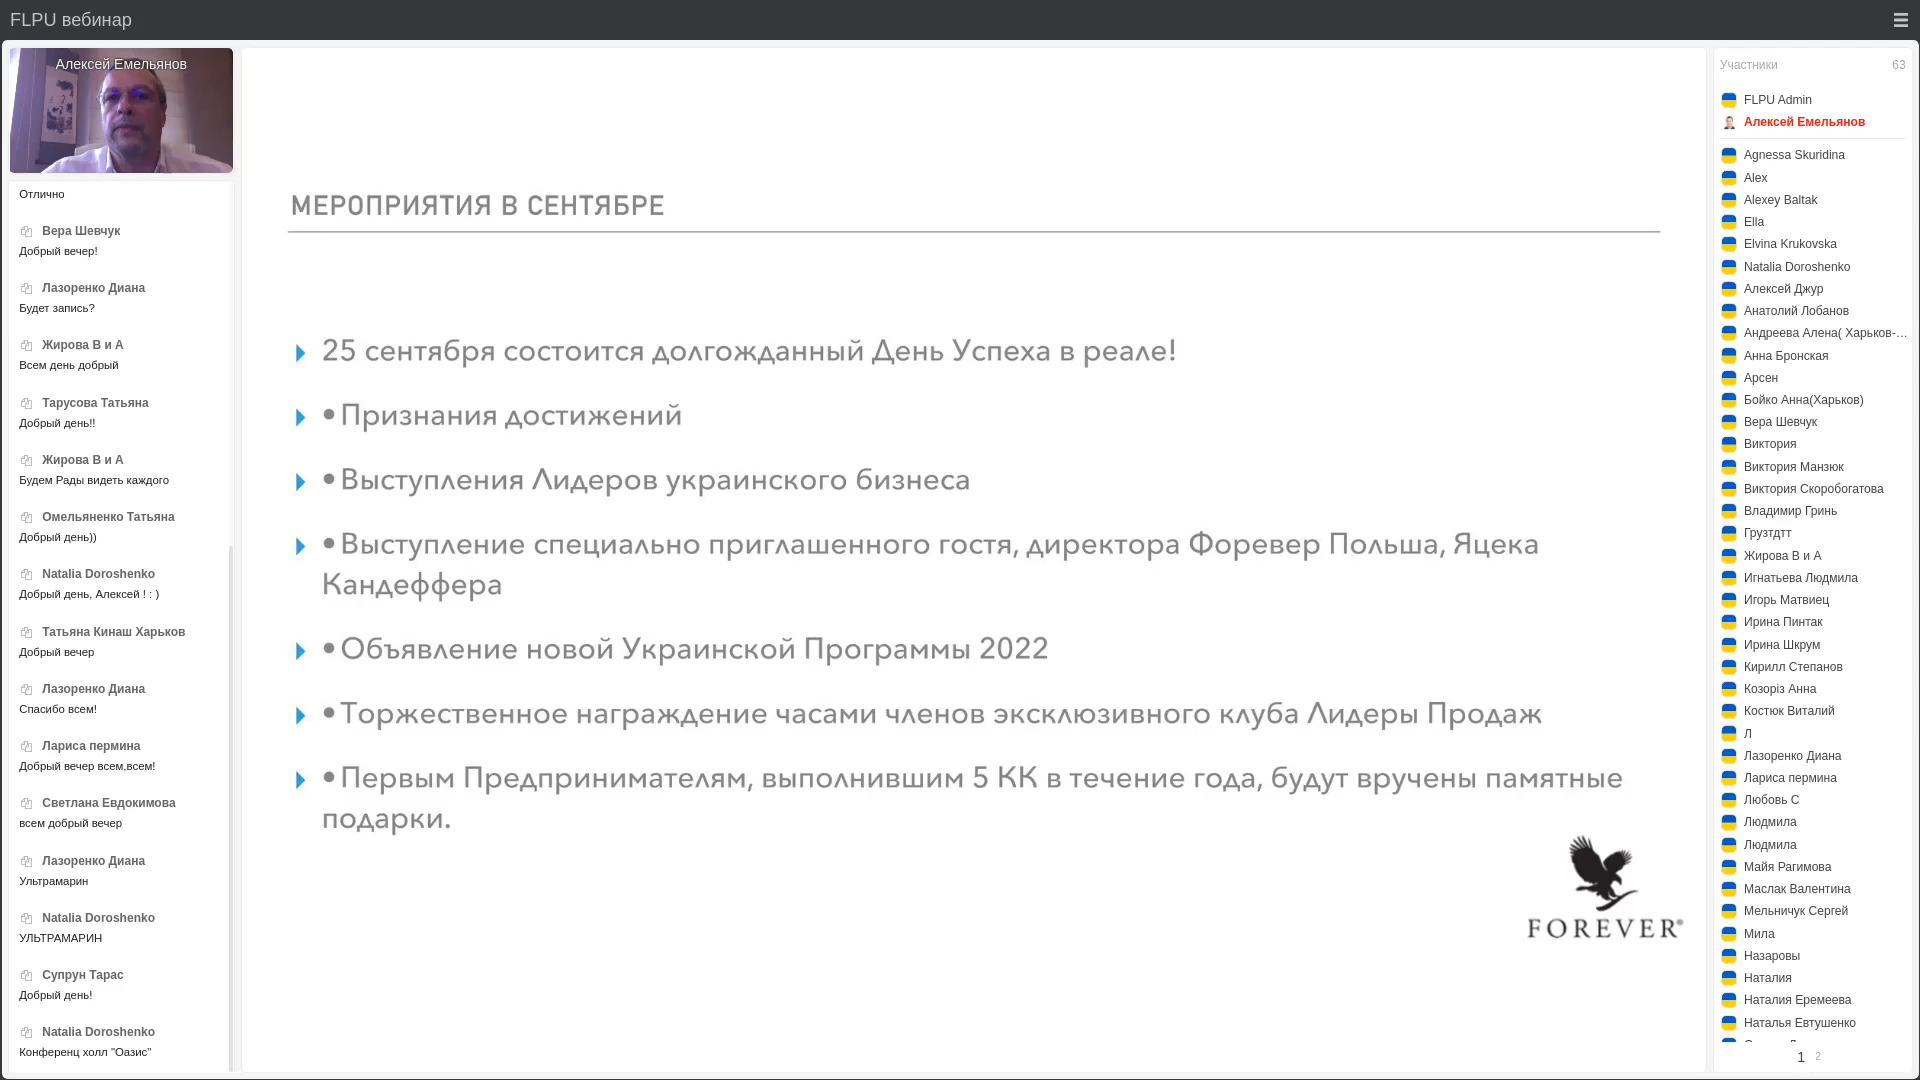 FLPU вебинар
Алексей Емельянов
Отлично
Вера Шевчук
Добрый вечер!
Лазоренко Диана
Будет запись?
Жирова В и А
Всем день добрый
Тарусова Татьяна
Добрый день!!
Жирова В и А
Будем Рады видеть каждого
Омельяненко Татьяна
Добрый день))
Natalia Doroshenko
Добрый день, Алексей ! : )
Татьяна Кинаш Харьков
Добрый вечер
Лазоренко Диана
Спасибо всем!
Лариса пермина
Добрый вечер всем,всем!
Светлана Евдокимова
всем добрый вечер
Лазоренко Диана
Ультрамарин
Natalia Doroshenko
УЛЬТРАМАРИН
Супрун Тарас
Добрый день!
Natalia Doroshenko
Конференц холл "Оазис"
МЕРОПРИЯТИЯ В СЕНТЯБРЕ
25 сентября состоится долгожданный День Успеха в реале!
•Признания достижений
•Выступления Лидеров украинского бизнеса
•Выступление специально приглашенного гостя, директора Форевер Польша, Яцека
Кандеффера
•Объявление новой Украинской Программы 2022
•Торжественное награждение часами членов эксклюзивного клуба Лидеры Продаж
•Первым Предпринимателям, выполнившим 5 КК в течение года, будут вручены памятные
подарки.
FOREVER®
Участники 63
FLPU Admin
Алексей Емельянов
Agnessa Skuridina
Alex
Alexey Baltak
Ella
Elvina Krukovska
Natalia Doroshenko
Алексей Джур
Анатолий Лобанов
Андреева Алена( Харьков-…
Анна Бронская
Арсен
Бойко Анна(Харьков)
Вера Шевчук
Виктория
Виктория Манзюк
Виктория Скоробогатова
Владимир Гринь
Грузтдтт
Жирова В и А
Игнатьева Людмила
Игорь Матвиец
Ирина Пинтак
Ирина Шкрум
Кирилл Степанов
Козоріз Анна
Костюк Виталий
Л
Лазоренко Диана
Лариса пермина
Любовь С
Людмила
Людмила
Майя Рагимова
Маслак Валентина
Мельничук Сергей
Мила
Назаровы
Наталия
Наталия Еремеева
Наталья Евтушенко
1 2